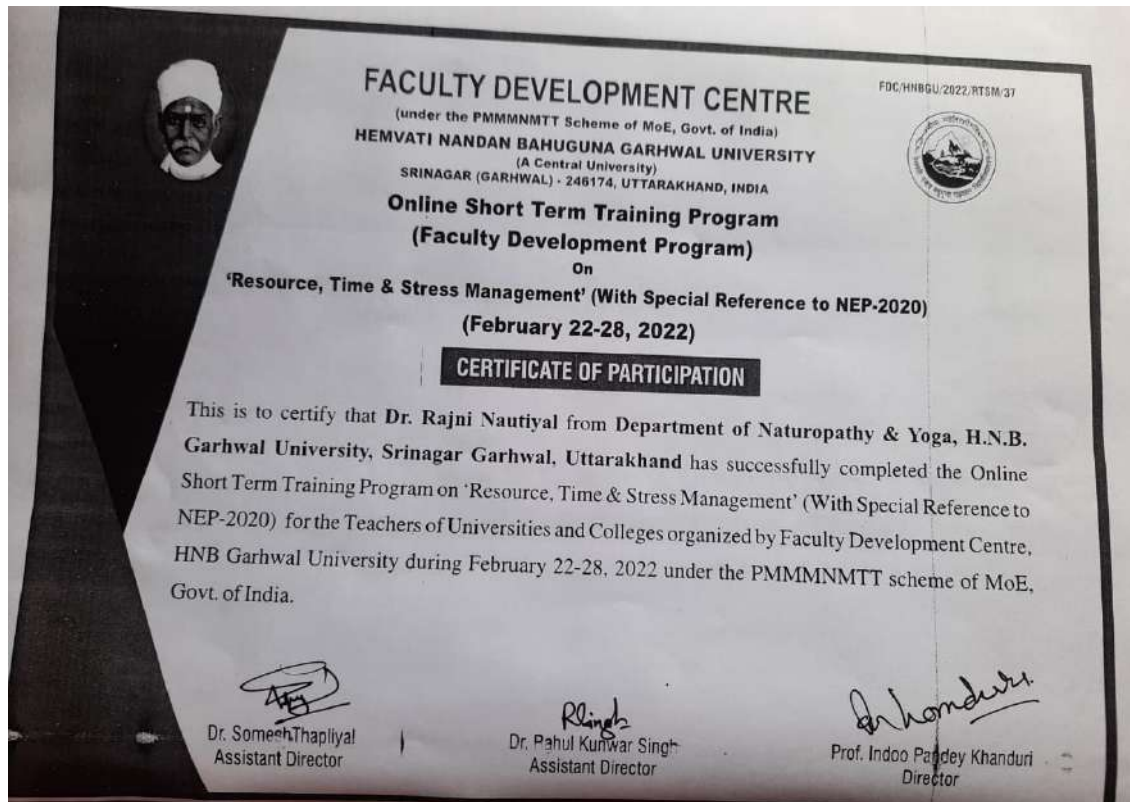 FDC/HNBGU/2022/RTSM/37
FACULTY DEVELOPMENT CENTRE
(under the PMMMNMTT Scheme of MoE, Govt. of India)
HEMVATI NANDAN BAHUGUNA GARHWAL UNIVERSITY
(A Central University)
SRINAGAR (GARHWAL) - 246174, UTTARAKHAND, INDIA
Online Short Term Training Program
(Faculty Development Program)
On
‘Resource, Time & Stress Management’ (With Special Reference to NEP-2020)
(February 22-28, 2022)
CERTIFICATE OF PARTICIPATION
This is to certify that Dr. Rajni Nautiyal from Department of Naturopathy & Yoga, H.N.B.
Garhwal University, Srinagar Garhwal, Uttarakhand has successfully completed the Online
Short Term Training Program on ‘Resource, Time & Stress Management’ (With Special Reference to
NEP-2020) for the Teachers of Universities and Colleges organized by Faculty Development Centre,
HNB Garhwal University during February 22-28, 2022 under the PMMMNMTT scheme of MoE,
Govt. of India.
Dr. Somesh Thapliyal
Assistant Director
Dr. Rahul Kunwar Singh
Assistant Director
Prof. Indoo Pandey Khanduri
Director